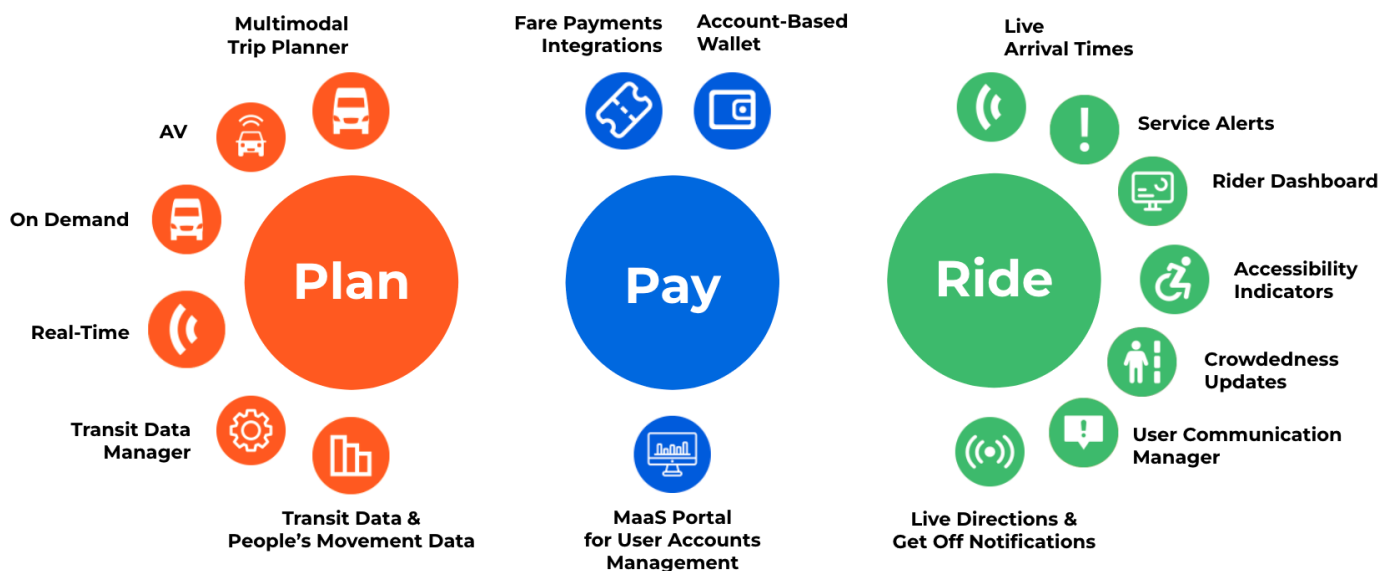 Multimodal
Trip Planner
AV
On Demand
Real-Time
Transit Data
Manager
Transit Data &
People's Movement Data
Plan
Fare Payments
Integrations
Account-Based
Wallet
Pay
MaaS Portal
for User Accounts
Management
Live
Arrival Times
Service Alerts
Rider Dashboard
Accessibility
Indicators
Crowdedness
Updates
User Communication
Manager
Live Directions &
Get Off Notifications
Ride